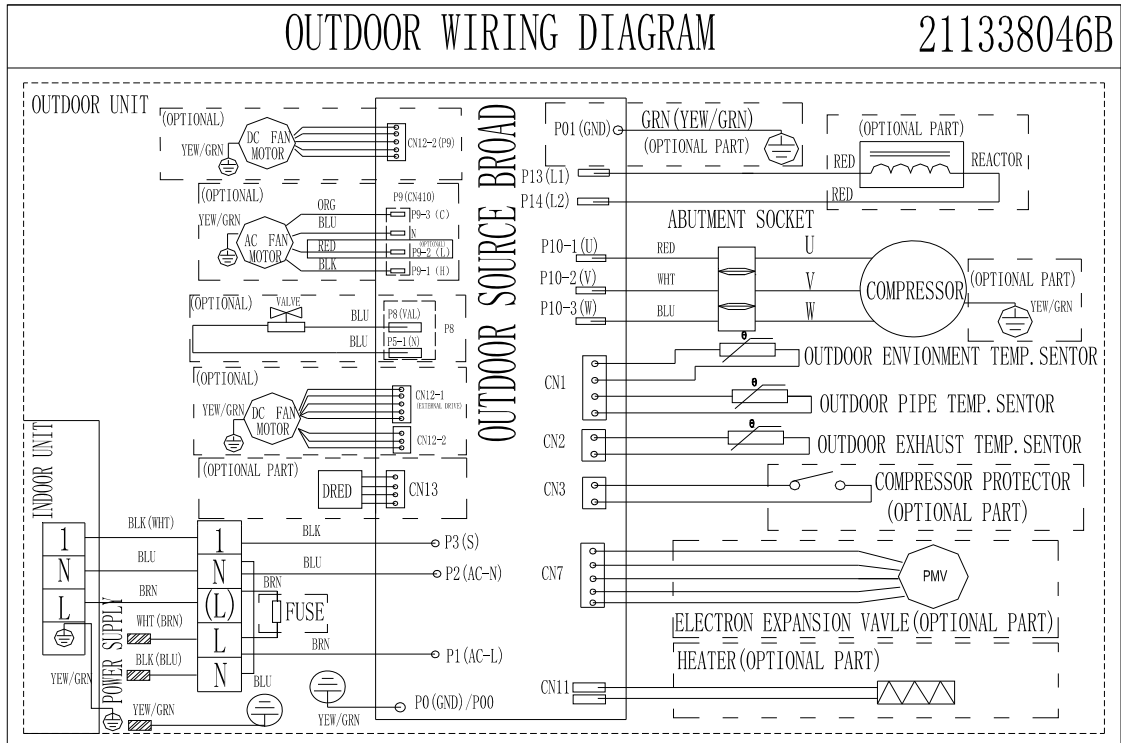 OUTDOOR WIRING DIAGRAM
211338046B
OUTDOOR UNIT
(OPTIONAL)
DC FAN
MOTOR
YEW/GRN
CN12-2(P9)
(OPTIONAL)
P9(CN410)
YEW/GRN
AC FAN
MOTOR
ORG
BLU
RED
BLK
P9-3 (C)
N
(OPTIONAL)
P9-2 (L)
P9-1 (H)
(OPTIONAL)
VALVE
BLU
BLU
P8(VAL)
P5-1(N)
P8
(OPTIONAL)
YEW/GRN
DC FAN
MOTOR
CN12-1
(EXTERNAL DRIVE)
CN12-2
(OPTIONAL PART)
DRED
CN13
OUTDOOR SOURCE BROAD
P01(GND)
GRN(YEW/GRN)
(OPTIONAL PART)
P13(L1)
P14(L2)
(OPTIONAL PART)
RED
REACTOR
RED
ABUTMENT SOCKET
P10-1(U)
RED
U
P10-2(V)
WHT
V
P10-3(W)
BLU
W
COMPRESSOR
(OPTIONAL PART)
YEW/GRN
CN1
θ
OUTDOOR ENVIONMENT TEMP.SENTOR
θ
OUTDOOR PIPE TEMP.SENTOR
CN2
θ
OUTDOOR EXHAUST TEMP.SENTOR
CN3
COMPRESSOR PROTECTOR
(OPTIONAL PART)
CN7
PMV
ELECTRON EXPANSION VAVLE(OPTIONAL PART)
HEATER(OPTIONAL PART)
CN11
INDOOR UNIT
1
N
L
BLK(WHT)
BLU
BRN
WHT(BRN)
BLK(BLU)
YEW/GRN
YEW/GRN
POWER SUPPLY
1
N
(L)
L
N
BLK
BLU
BRN
FUSE
BRN
BLU
YEW/GRN
P3(S)
P2(AC-N)
P1(AC-L)
P0(GND)/P00